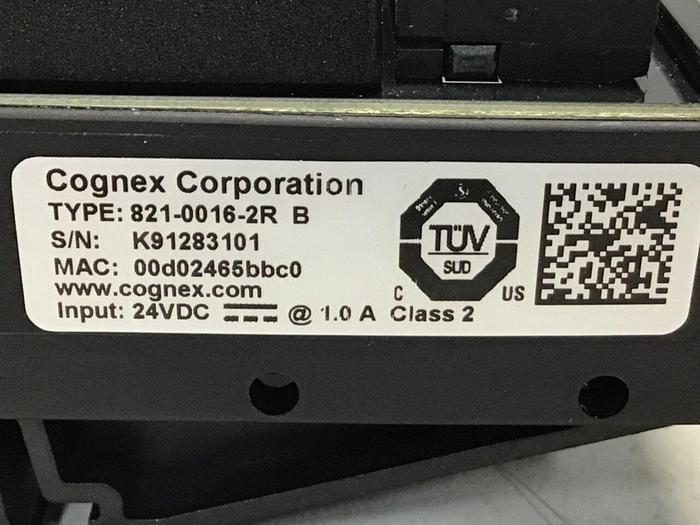 Cognex Corporation
TYPE: 821-0016-2R B
S/N: K91283101
MAC: 00d02465bbc0
www.cognex.com
Input: 24VDC @ 1.0 A Class 2
TÜV
SUD
C US